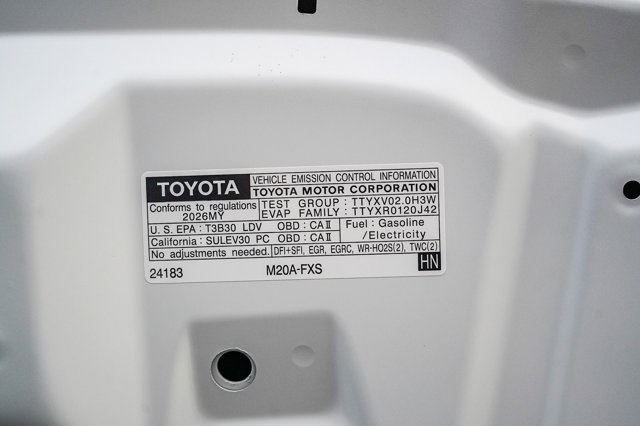 TOYOTA
VEHICLE EMISSION CONTROL INFORMATION
TOYOTA MOTOR CORPORATION
Conforms to regulations
2026MY
TEST GROUP : TTYXV02.0H3W
EVAP FAMILY : TTYXR0120J42
U.S. EPA : T3B30 LDV OBD : CAII
California : SULEV30 PC OBD : CAII
Fuel : Gasoline
/Electricity
No adjustments needed. DFI+SFI, EGR, EGRC, WR-HO2S(2), TWC(2)
24183 M20A-FXS HN